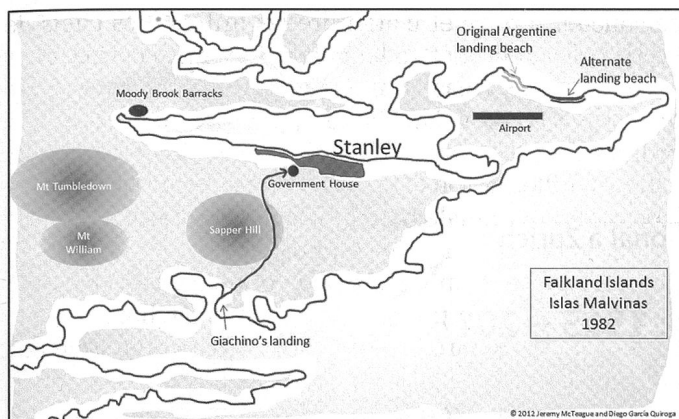 Original Argentine
landing beach
Alternate
landing beach
Moody Brook Barracks
Airport
Stanley
Government House
Mt Tumbledown
Mt
William
Sapper Hill
Giachino's landing
Falkland Islands
Islas Malvinas
1982
© 2012 Jeremy McTeague and Diego García Quiroga